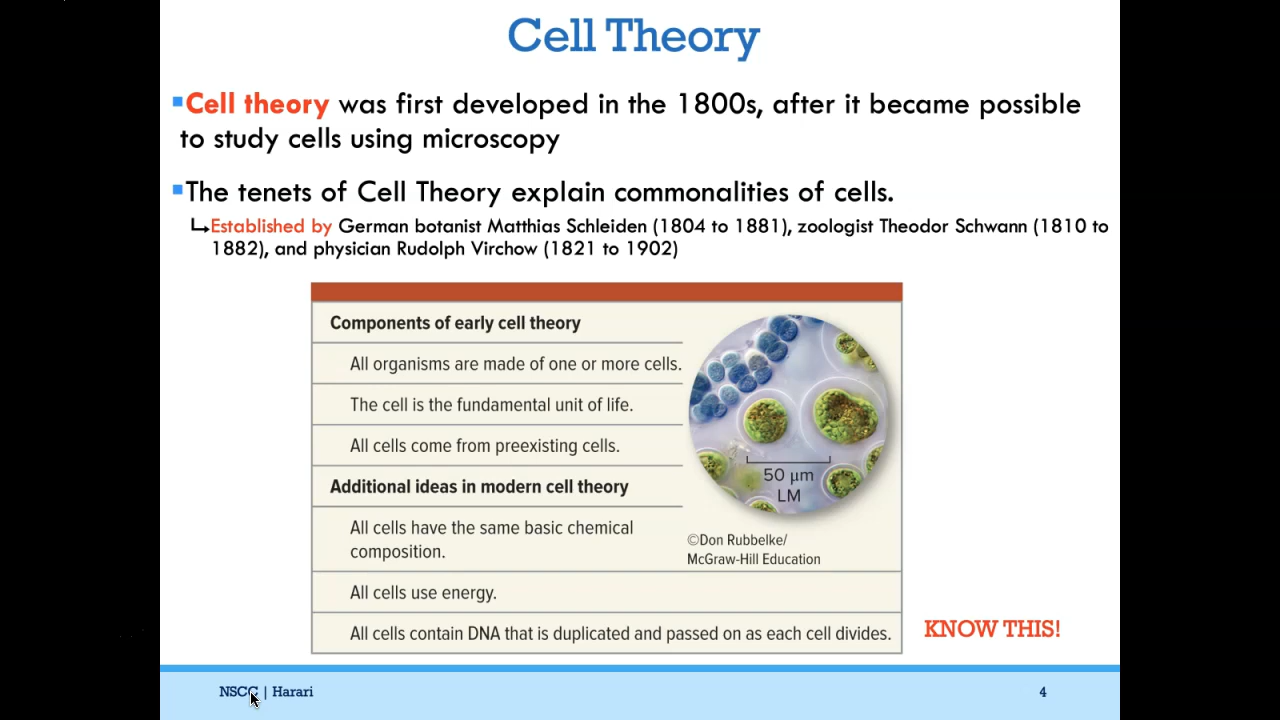 Cell Theory
Cell theory was first developed in the 1800s, after it became possible
to study cells using microscopy
The tenets of Cell Theory explain commonalities of cells.
Established by German botanist Matthias Schleiden (1804 to 1881), zoologist Theodor Schwann (1810 to
1882), and physician Rudolph Virchow (1821 to 1902)
Components of early cell theory
All organisms are made of one or more cells.
The cell is the fundamental unit of life.
All cells come from preexisting cells.
Additional ideas in modern cell theory
All cells have the same basic chemical
composition.
All cells use energy.
All cells contain DNA that is duplicated and passed on as each cell divides.
50 µm
LM
©Don Rubbelke/
McGraw-Hill Education
KNOW THIS!
NSCC | Harari
4